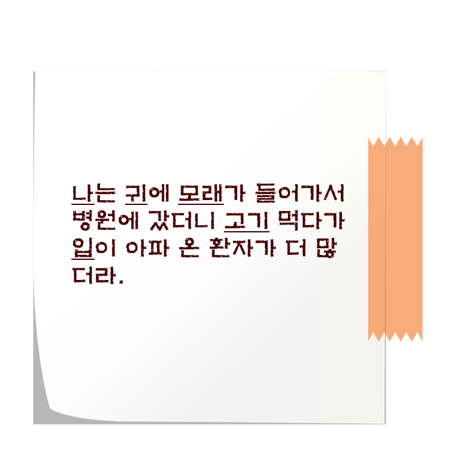 나는 귀에 모래가 들어가서
병원에 갔더니 고기 먹다가
입이 아파 온 환자가 더 많
더라.